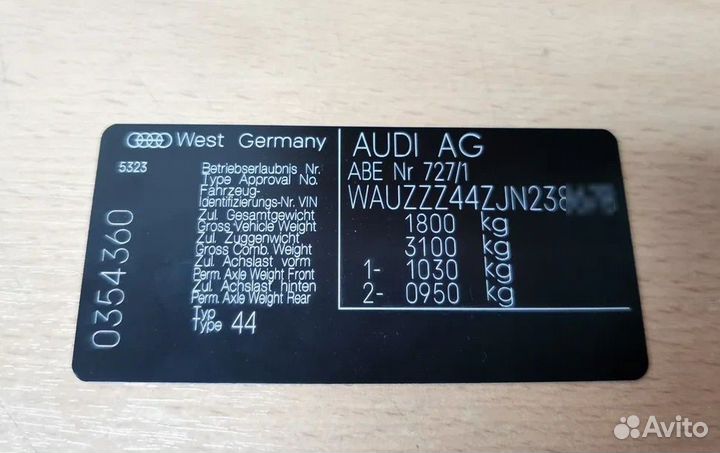 West Germany
5323
0354360
Betriebserlaubnis Nr.
Type Approval No.
Fahrzeug-
Identifizierungs-Nr. VIN
Zul. Gesamtgewicht
Gross Vehicle Weight
Zul. Zuggenwicht
Gross Comb. Weight
Zul. Achslast vorm
Perm. Axle Weight Front
Zul. Achslast hinten
Perm. Axle Weight Rear
Typ
Type 44
AUDI AG
ABE Nr 727/1
WAUZZZ44ZJN238
1800 kg
3100 kg
1- 1030 kg
2- 0950 kg
Avito